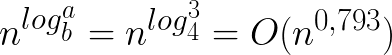 n^{log_b^a} = n^{log_4^3} = O(n^{0,793})